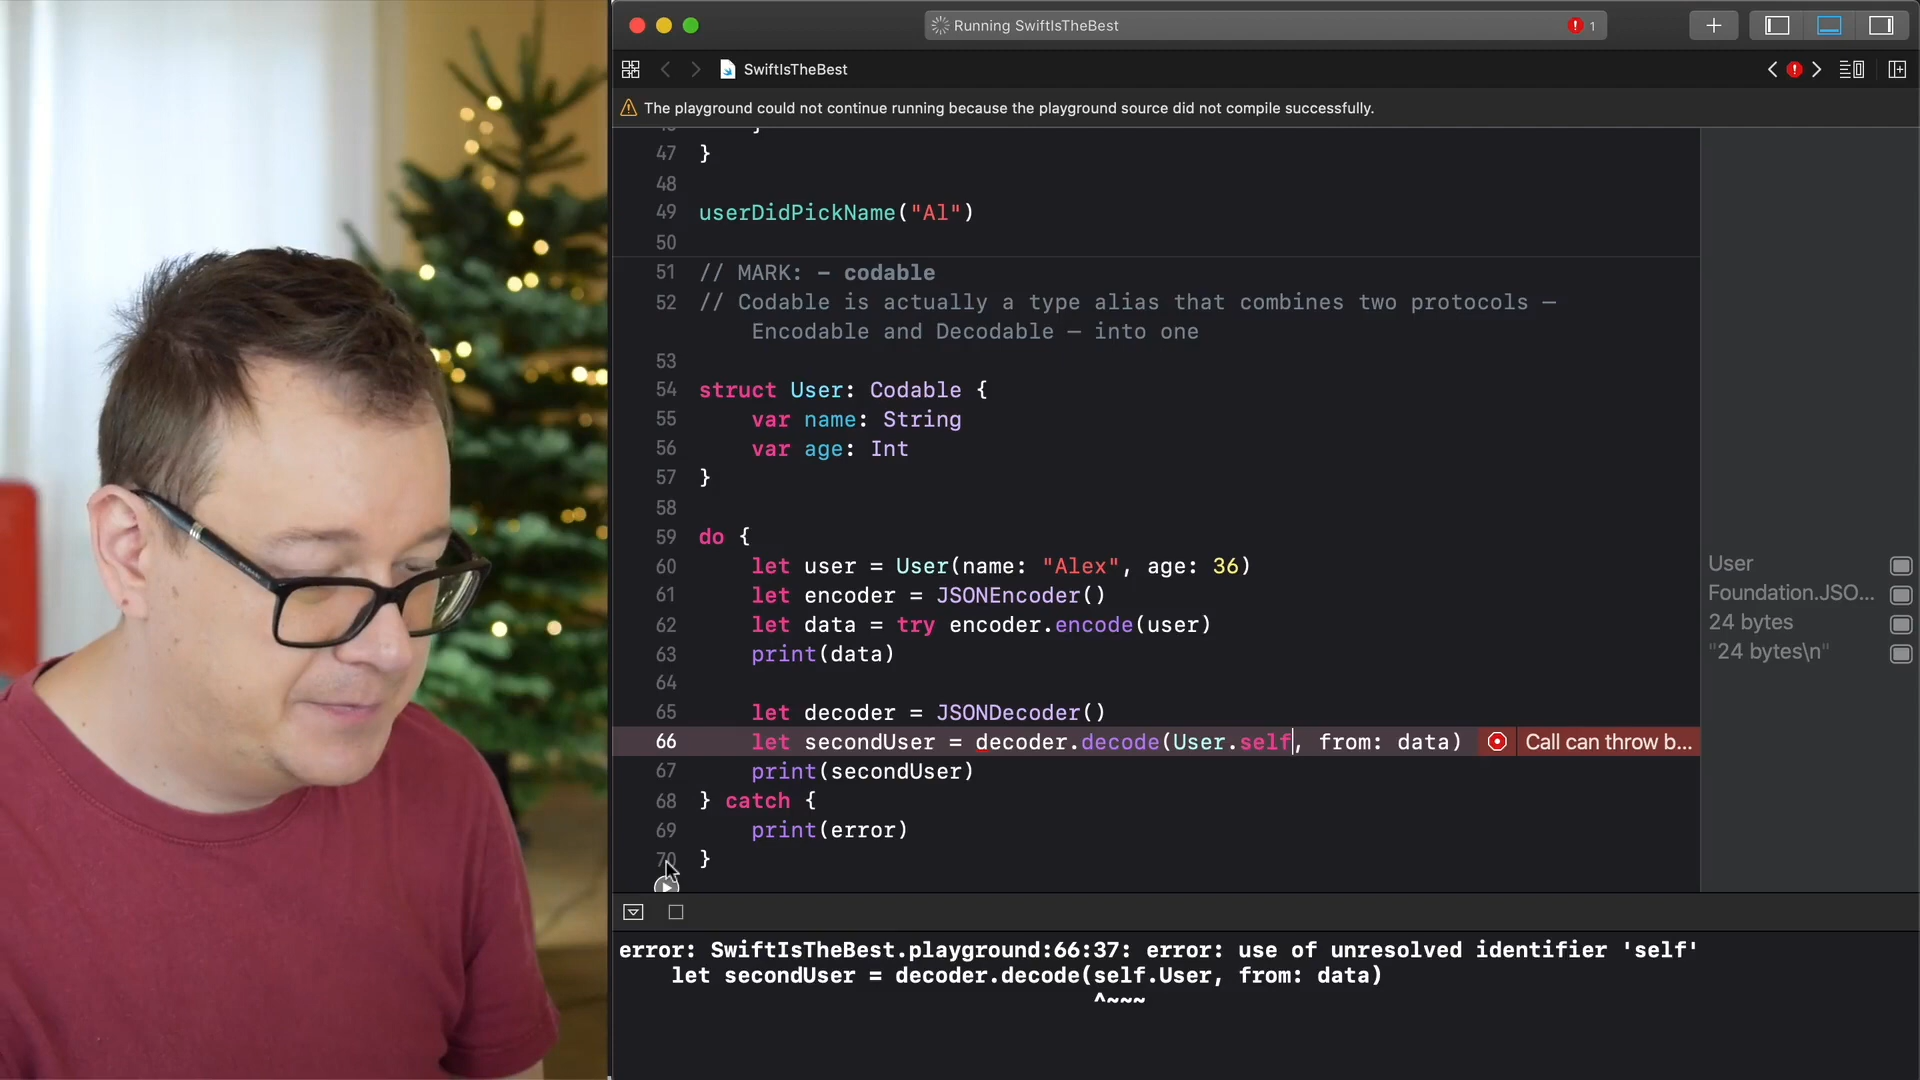 Running SwiftIsTheBest
1
SwiftIsTheBest
The playground could not continue running because the playground source did not compile successfully.
47 }
48
49 userDidPickName("Al")
50
51 // MARK: - codable
52 // Codable is actually a type alias that combines two protocols —
Encodable and Decodable — into one
53
54 struct User: Codable {
55 var name: String
56 var age: Int
57 }
58
59 do {
60 let user = User(name: "Alex", age: 36)
User
61 let encoder = JSONEncoder()
Foundation.JSO...
62 let data = try encoder.encode(user)
24 bytes
63 print(data)
"24 bytes\n"
64
65 let decoder = JSONDecoder()
66 let secondUser = decoder.decode(User.self, from: data)
Call can throw b...
67 print(secondUser)
68 } catch {
69 print(error)
70 }
error: SwiftIsTheBest.playground:66:37: error: use of unresolved identifier 'self'
let secondUser = decoder.decode(self.User, from: data)
^~~~